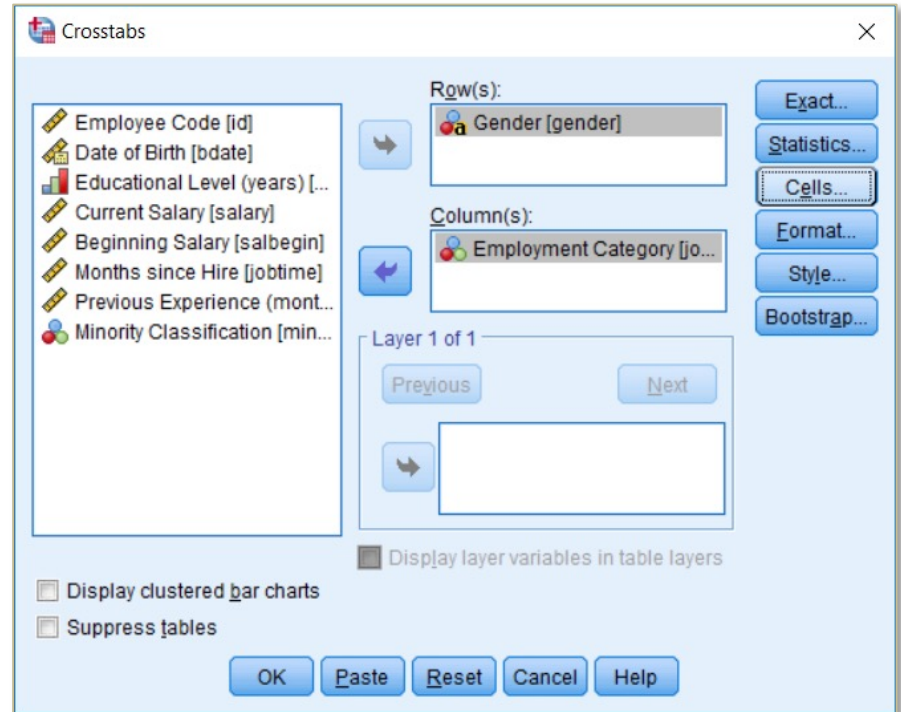 Crosstabs
Employee Code [id]
Date of Birth [bdate]
Educational Level (years) [...
Current Salary [salary]
Beginning Salary [salbegin]
Months since Hire [jobtime]
Previous Experience (mont...
Minority Classification [min...
Row(s):
Gender [gender]
Column(s):
Employment Category [jo...
Layer 1 of 1
Previous
Next
Display layer variables in table layers
Exact...
Statistics...
Cells...
Format...
Style...
Bootstrap...
Display clustered bar charts
Suppress tables
OK
Paste
Reset
Cancel
Help